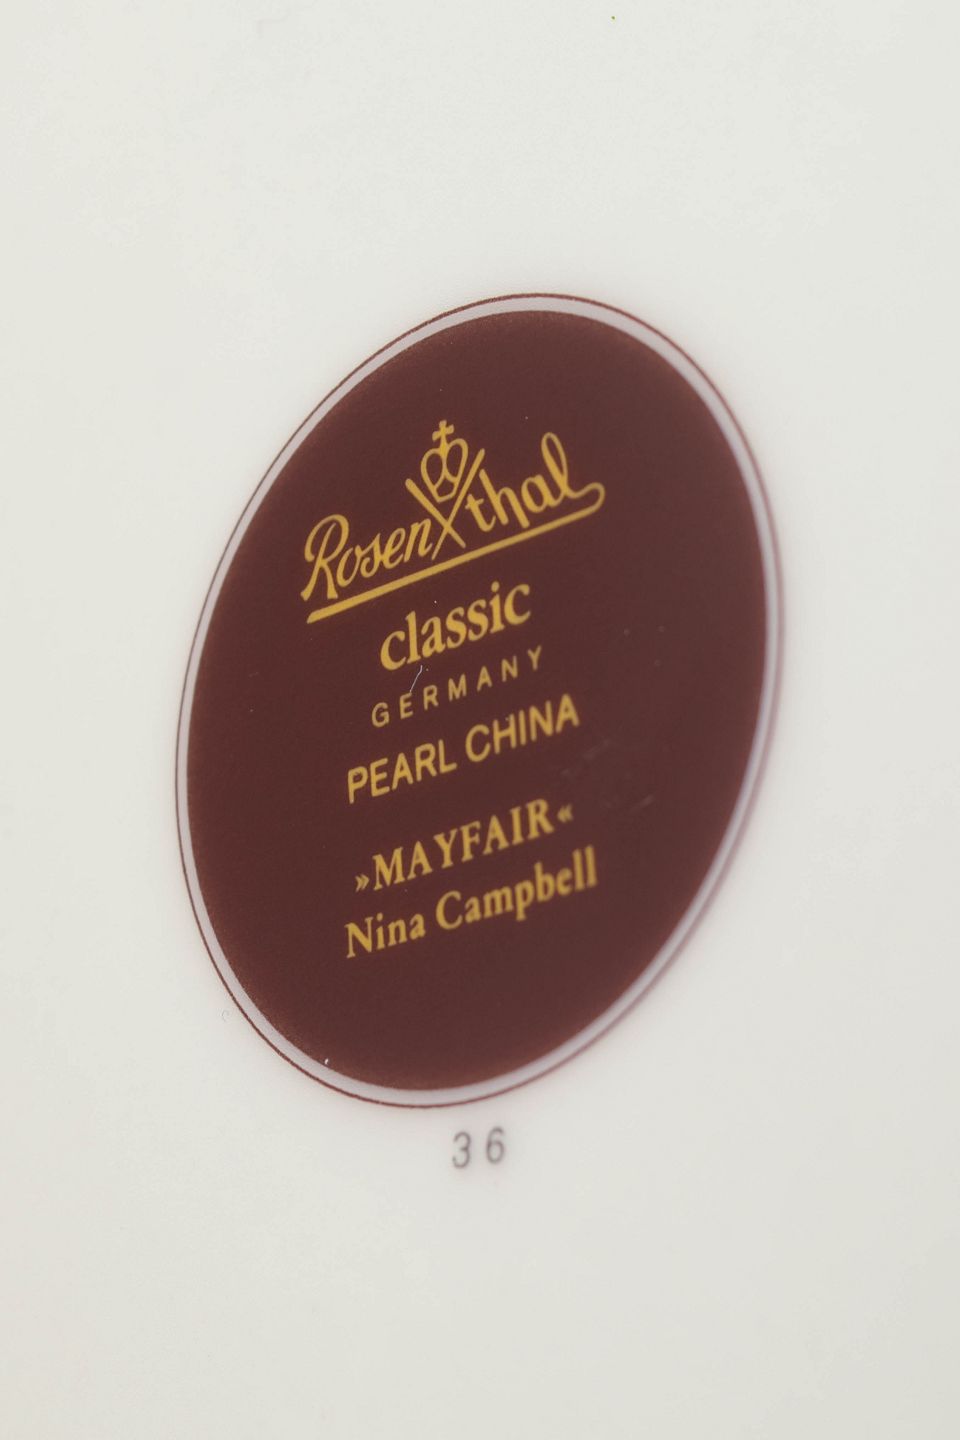 Rosenthal
classic
GERMANY
PEARL CHINA
»MAYFAIR«
Nina Campbell
36